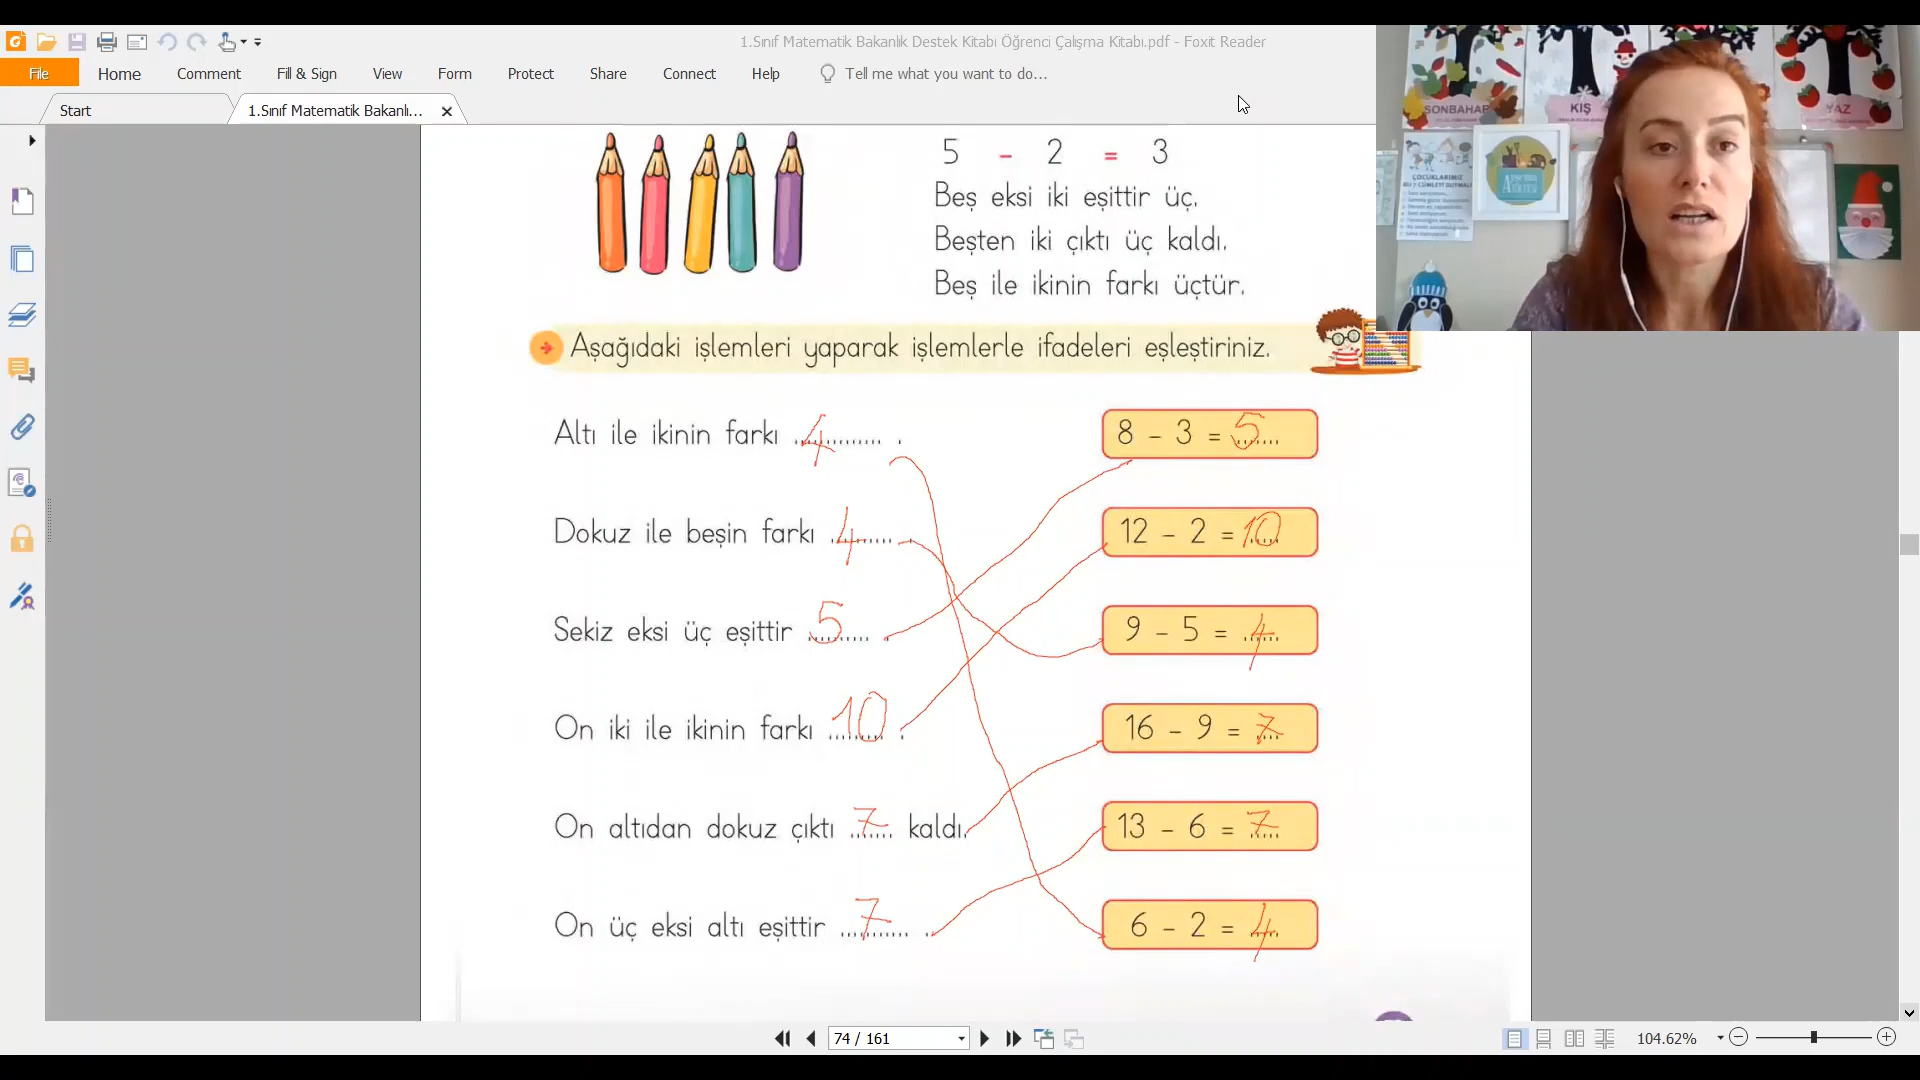 1.Sınıf Matematik Bakanlık Destek Kitabı Öğrenci Çalışma Kitabı.pdf - Foxit Reader
File Home Comment Fill & Sign View Form Protect Share Connect Help Tell me what you want to do...
Start 1.Sınıf Matematik Bakanlı...
SONBAHAR KIŞ YAZ
ÇOCUKLARIMIZ
5 - 2 = 3
Beş eksi iki eşittir üç.
Beşten iki çıktı üç kaldı.
Beş ile ikinin farkı üçtür.
Aşağıdaki işlemleri yaparak işlemlerle ifadeleri eşleştiriniz.
Altı ile ikinin farkı 4 .
8 - 3 = 5
Dokuz ile beşin farkı 4 .
12 - 2 = 10
Sekiz eksi üç eşittir 5 .
9 - 5 = 4
On iki ile ikinin farkı 10 .
16 - 9 = 7
On altıdan dokuz çıktı 7 kaldı.
13 - 6 = 7
On üç eksi altı eşittir 7 .
6 - 2 = 4
74 / 161
104.62%